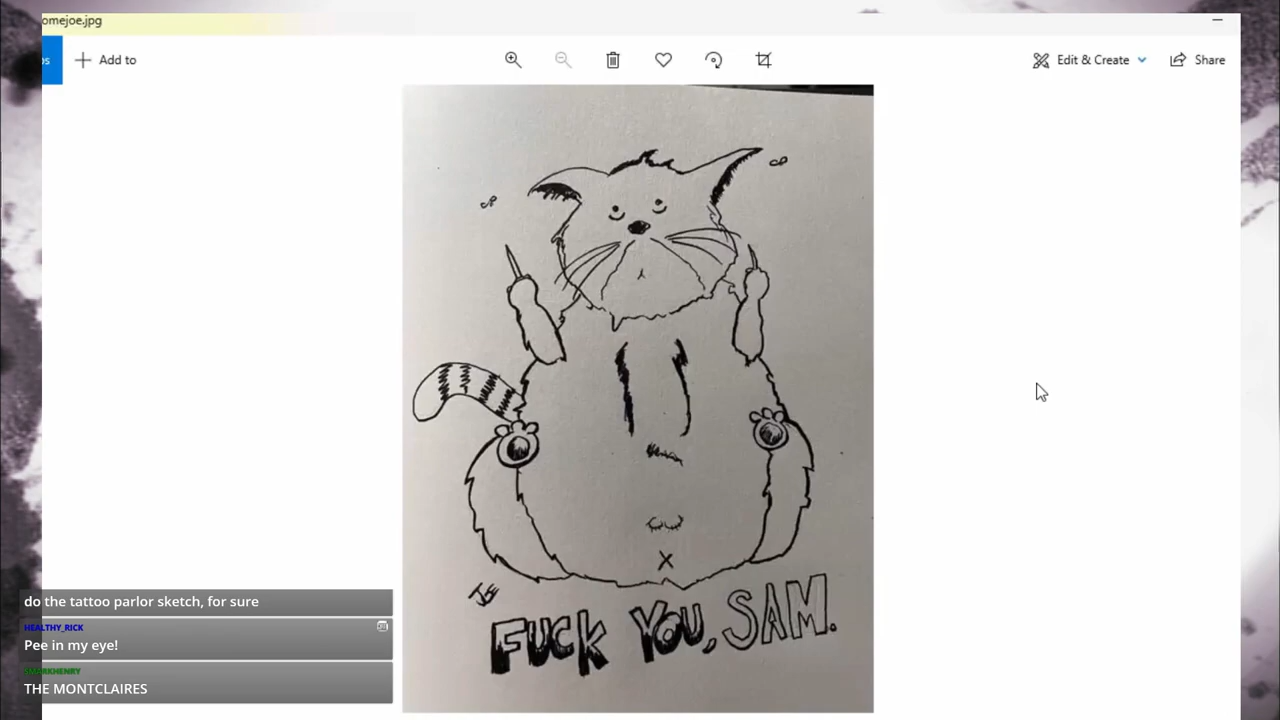 omejoe.jpg
Add to
Edit & Create
Share
FUCK YOU, SAM.
do the tattoo parlor sketch, for sure
HEALTHY_RICK
Pee in my eye!
SMARKHENRY
THE MONTCLAIRES